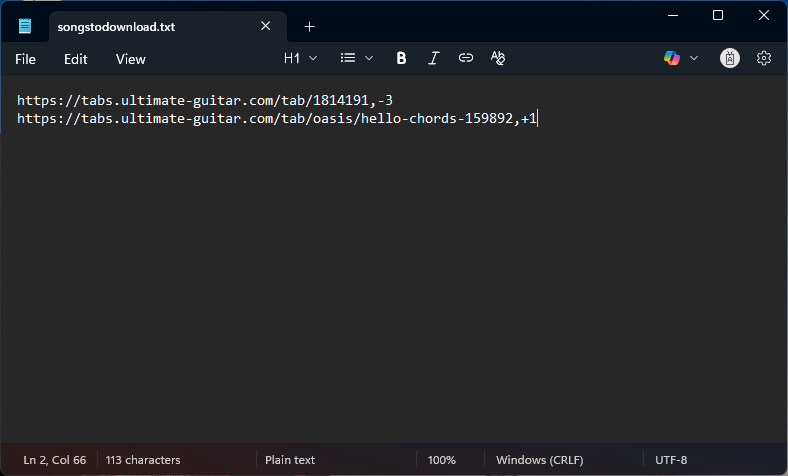 songstodownload.txt
File Edit View H1 B I
https://tabs.ultimate-guitar.com/tab/1814191,-3
https://tabs.ultimate-guitar.com/tab/oasis/hello-chords-159892,+1
Ln 2, Col 66 113 characters Plain text 100% Windows (CRLF) UTF-8